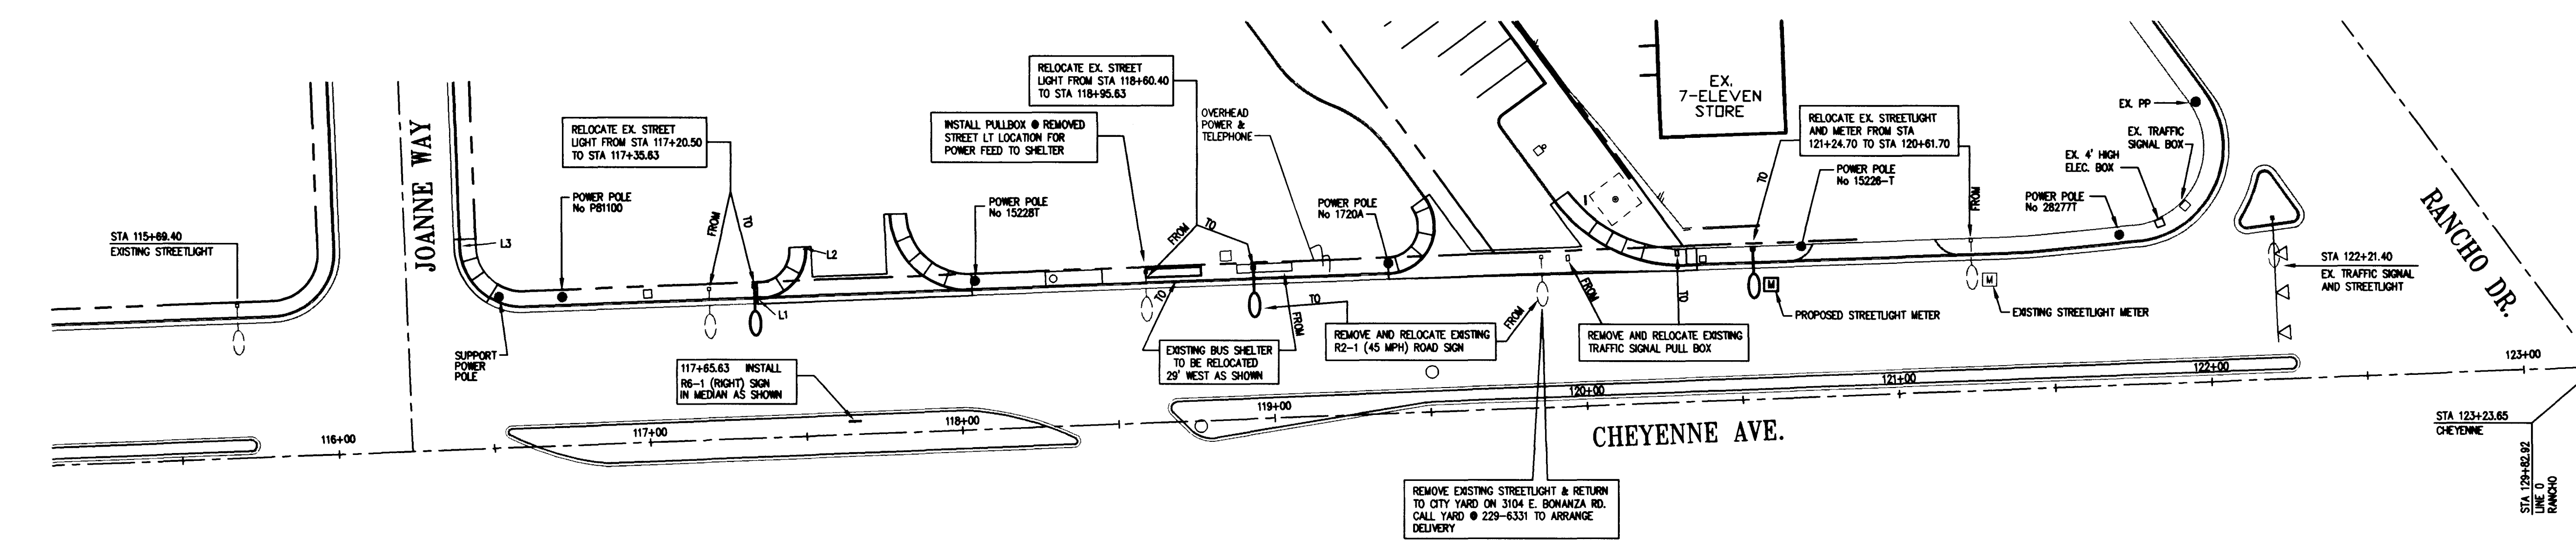 STA 115+69.40
EXISTING STREETLIGHT
JOANNE WAY
L3
SUPPORT
POWER
POLE
POWER POLE
No P81100
RELOCATE EX. STREET
LIGHT FROM STA 117+20.50
TO STA 117+35.63
FROM
TO
L1
L2
117+65.63 INSTALL
R6-1 (RIGHT) SIGN
IN MEDIAN AS SHOWN
INSTALL PULLBOX @ REMOVED
STREET LT LOCATION FOR
POWER FEED TO SHELTER
POWER POLE
No 15228T
RELOCATE EX. STREET
LIGHT FROM STA 118+60.40
TO STA 118+95.63
FROM
TO
OVERHEAD
POWER &
TELEPHONE
TO
FROM
EXISTING BUS SHELTER
TO BE RELOCATED
29' WEST AS SHOWN
POWER POLE
No 1720A
TO
REMOVE AND RELOCATE EXISTING
R2-1 (45 MPH) ROAD SIGN
FROM
FROM
TO
REMOVE AND RELOCATE EXISTING
TRAFFIC SIGNAL PULL BOX
REMOVE EXISTING STREETLIGHT & RETURN
TO CITY YARD ON 3104 E. BONANZA RD.
CALL YARD @ 229-6331 TO ARRANGE
DELIVERY
EX.
7-ELEVEN
STORE
RELOCATE EX. STREETLIGHT
AND METER FROM STA
121+24.70 TO STA 120+61.70
TO
FROM
POWER POLE
No 15226-T
M
PROPOSED STREETLIGHT METER
M
EXISTING STREETLIGHT METER
EX. PP
EX. TRAFFIC
SIGNAL BOX
EX. 4' HIGH
ELEC. BOX
POWER POLE
No 28277T
STA 122+21.40
EX. TRAFFIC SIGNAL
AND STREETLIGHT
RANCHO DR.
116+00
117+00
118+00
119+00
120+00
121+00
122+00
123+00
CHEYENNE AVE.
STA 123+23.65
CHEYENNE
STA 129+82.92
LINE O
RANCHO